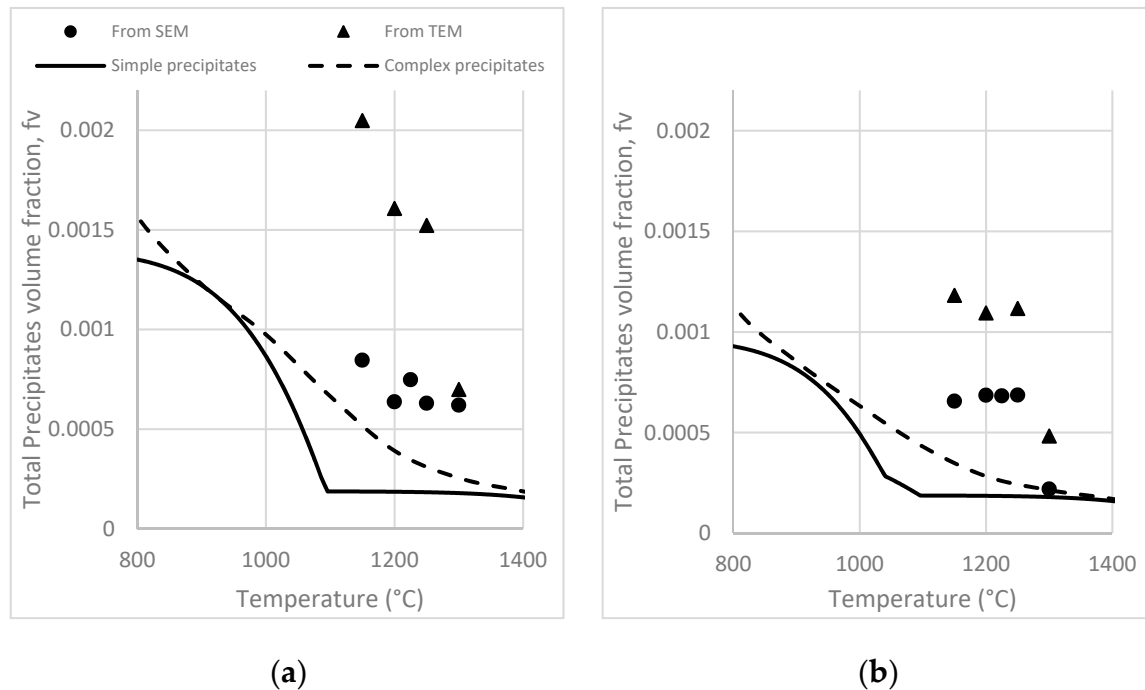 From SEM
From TEM
Simple precipitates
Complex precipitates
Total Precipitates volume fraction, fv
0.002
0.0015
0.001
0.0005
0
800
1000
1200
1400
Temperature (°C)
(a)
Total Precipitates volume fraction, fv
0.002
0.0015
0.001
0.0005
0
800
1000
1200
1400
Temperature (°C)
(b)